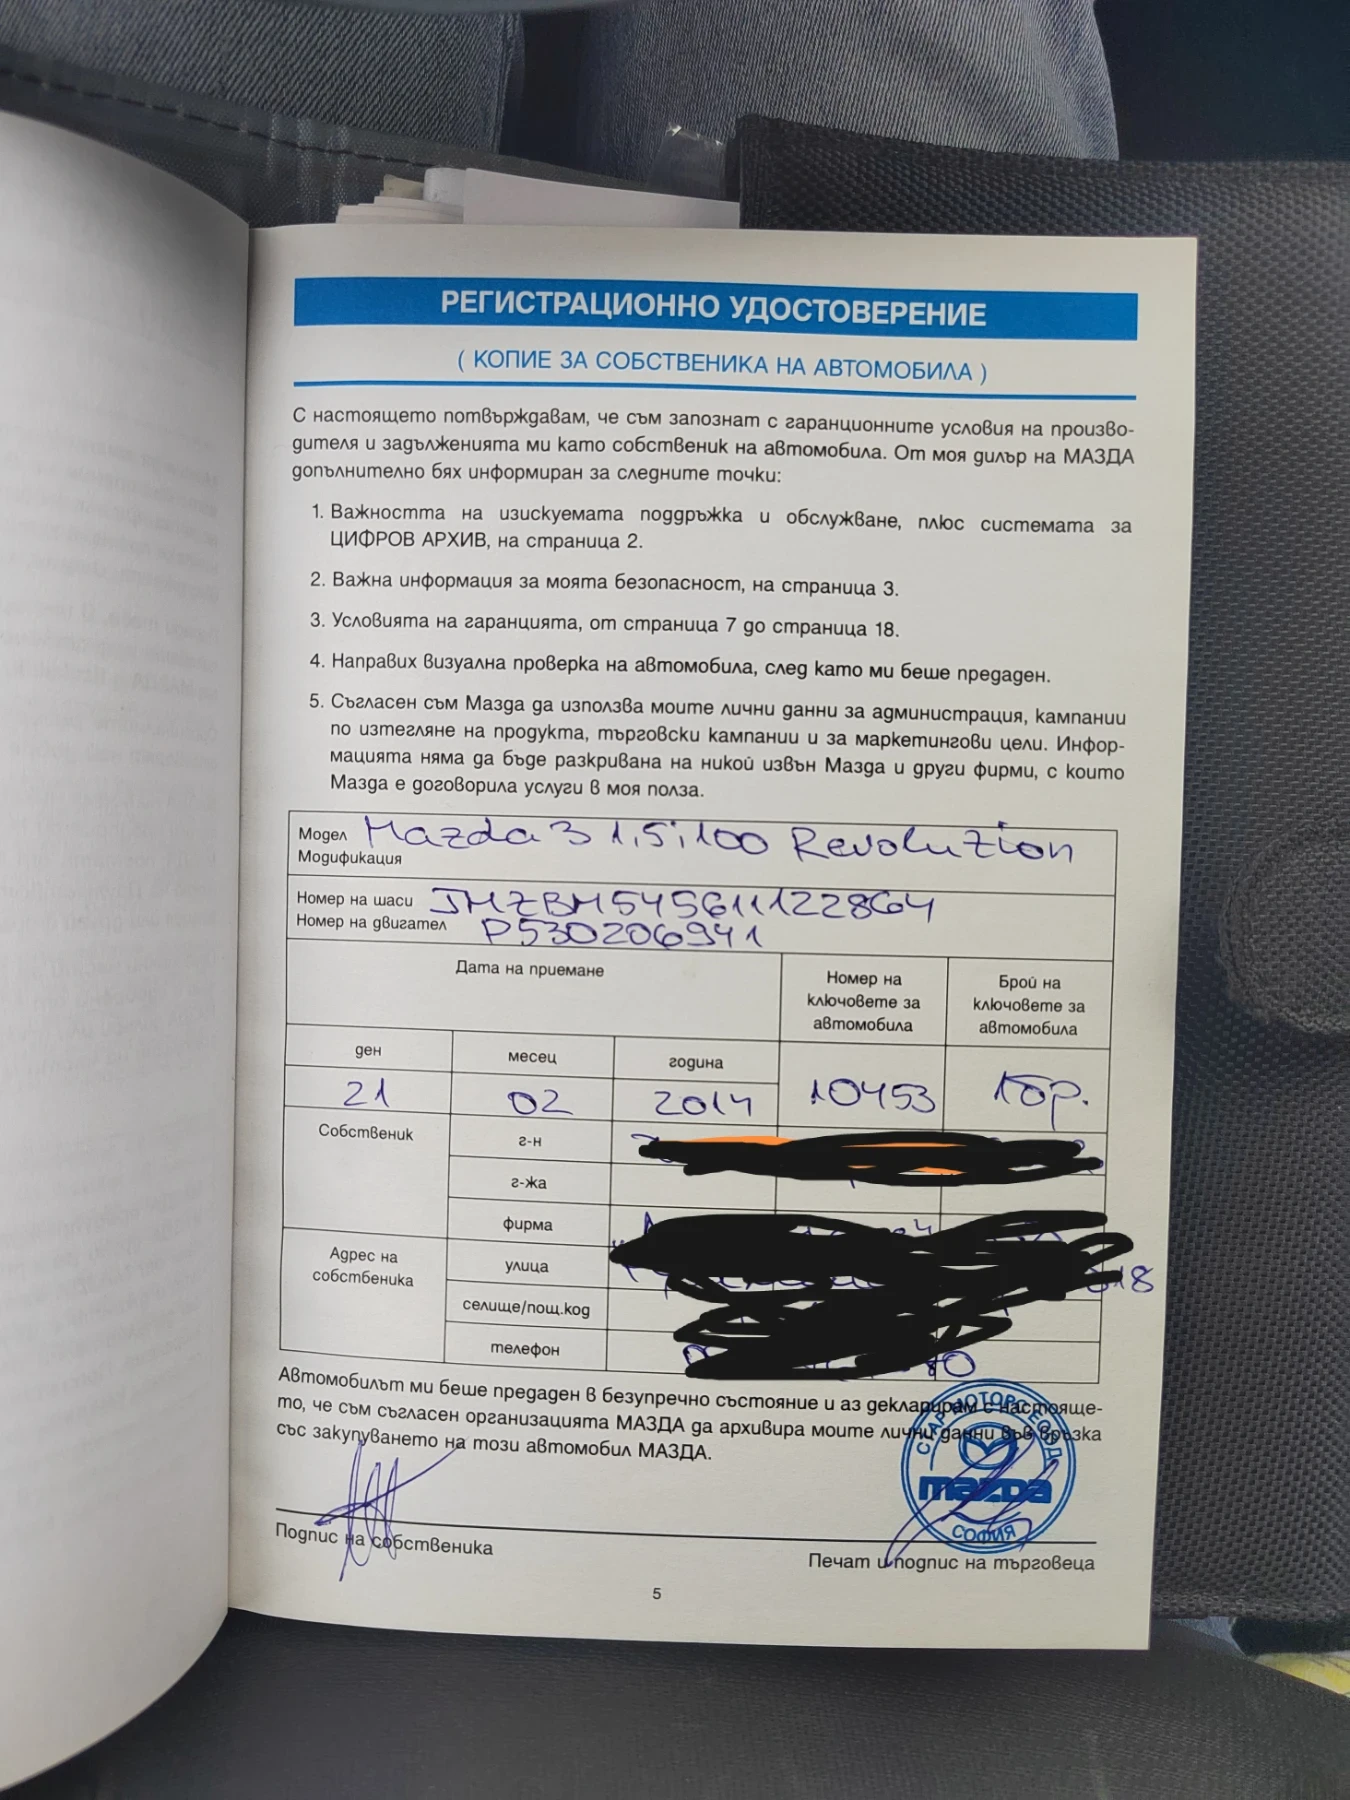 РЕГИСТРАЦИОННО УДОСТОВЕРЕНИЕ
( КОПИЕ ЗА СОБСТВЕНИКА НА АВТОМОБИЛА )
С настоящето потвърждавам, че съм запознат с гаранционните условия на произво-
дителя и задълженията ми като собственик на автомобила. От моя дилър на МАЗДА
допълнително бях информиран за следните точки:
1. Важността на изискуемата поддръжка и обслужване, плюс системата за
ЦИФРОВ АРХИВ, на страница 2.
2. Важна информация за моята безопасност, на страница 3.
3. Условията на гаранцията, от страница 7 до страница 18.
4. Направих визуална проверка на автомобила, след като ми беше предаден.
5. Съгласен съм Мазда да използва моите лични данни за администрация, кампании
по изтегляне на продукта, търговски кампании и за маркетингови цели. Инфор-
мацията няма да бъде разкривана на никой извън Мазда и други фирми, с които
Мазда е договорила услуги в моя полза.
Модел Mazda 3 1,5i100 Revoluzion
Модификация
Номер на шаси JMZBM545611122864
Номер на двигател P530206941
Дата на приемане
Номер на
ключовете за
автомобила
Брой на
ключовете за
автомобила
ден месец година
21 02 2014 10453 1бр.
Собственик г-н
г-жа
фирма
Адрес на
собственика
улица
18
селище/пощ.код
телефон
Автомобилът ми беше предаден в безупречно състояние и аз декларирам с настояще-
то, че съм съгласен организацията МАЗДА да архивира моите лични данни във връзка
със закупуването на този автомобил МАЗДА.
СТАР МОТОРС ЕООД
mazda
СОФИЯ
Подпис на собственика
Печат и подпис на търговеца
5